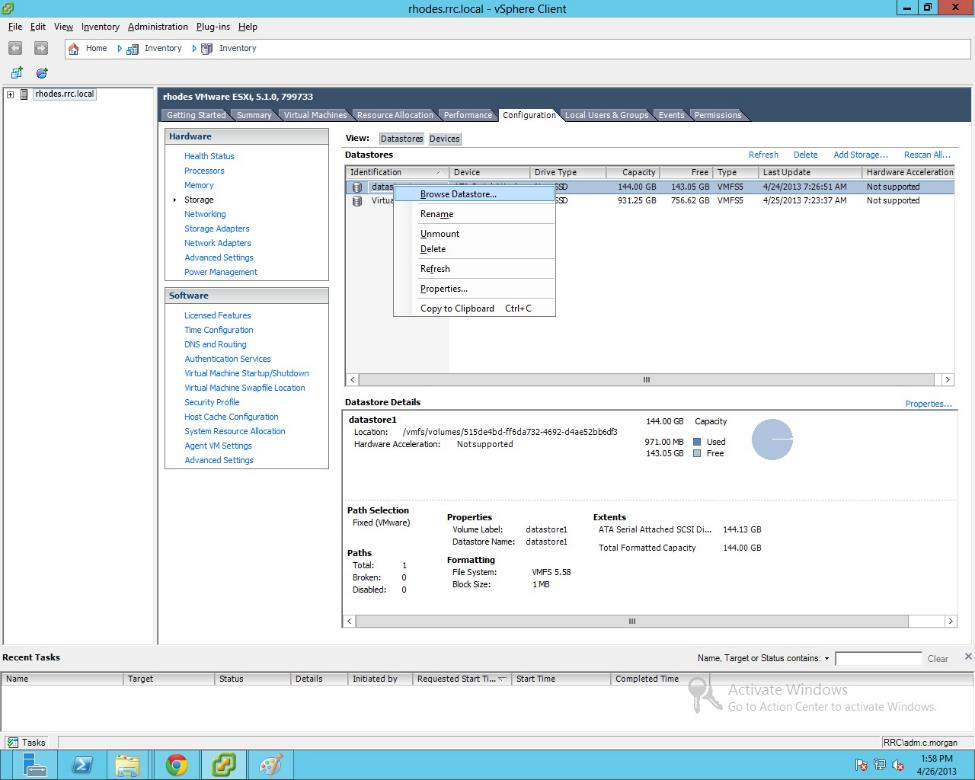 rhodes.rrc.local - vSphere Client
File Edit View Inventory Administration Plug-ins Help
Home Inventory Inventory
rhodes.rrc.local
rhodes VMware ESXi, 5.1.0, 799733
Getting Started Summary Virtual Machines Resource Allocation Performance Configuration Local Users & Groups Events Permissions
Hardware
Health Status
Processors
Memory
Storage
Networking
Storage Adapters
Network Adapters
Advanced Settings
Power Management
Software
Licensed Features
Time Configuration
DNS and Routing
Authentication Services
Virtual Machine Startup/Shutdown
Virtual Machine Swapfile Location
Security Profile
Host Cache Configuration
System Resource Allocation
Agent VM Settings
Advanced Settings
View: Datastores Devices
Datastores Refresh Delete Add Storage... Rescan All...
Identification Device Drive Type Capacity Free Type Last Update Hardware Acceleration
144.00 GB 143.05 GB VMFS5 4/24/2013 7:26:51 AM Not supported
931.25 GB 756.62 GB VMFS5 4/25/2013 7:23:37 AM Not supported
Browse Datastore...
Rename
Unmount
Delete
Refresh
Properties...
Copy to Clipboard Ctrl+C
Datastore Details Properties...
datastore1 144.00 GB Capacity
Location: /vmfs/volumes/515de4bd-ff6da732-4692-d4ae52bb6df3
Hardware Acceleration: Not supported
971.00 MB Used
143.05 GB Free
Path Selection
Fixed (VMware)
Paths
Total: 1
Broken: 0
Disabled: 0
Properties
Volume Label: datastore1
Datastore Name: datastore1
Formatting
File System: VMFS 5.58
Block Size: 1 MB
Extents
ATA Serial Attached SCSI Di... 144.13 GB
Total Formatted Capacity 144.00 GB
Recent Tasks Name, Target or Status contains: Clear
Name Target Status Details Initiated by Requested Start Ti... Start Time Completed Time
Activate Windows
Go to Action Center to activate Windows.
Tasks RRC\adm.c.morgan
1:58 PM
4/26/2013